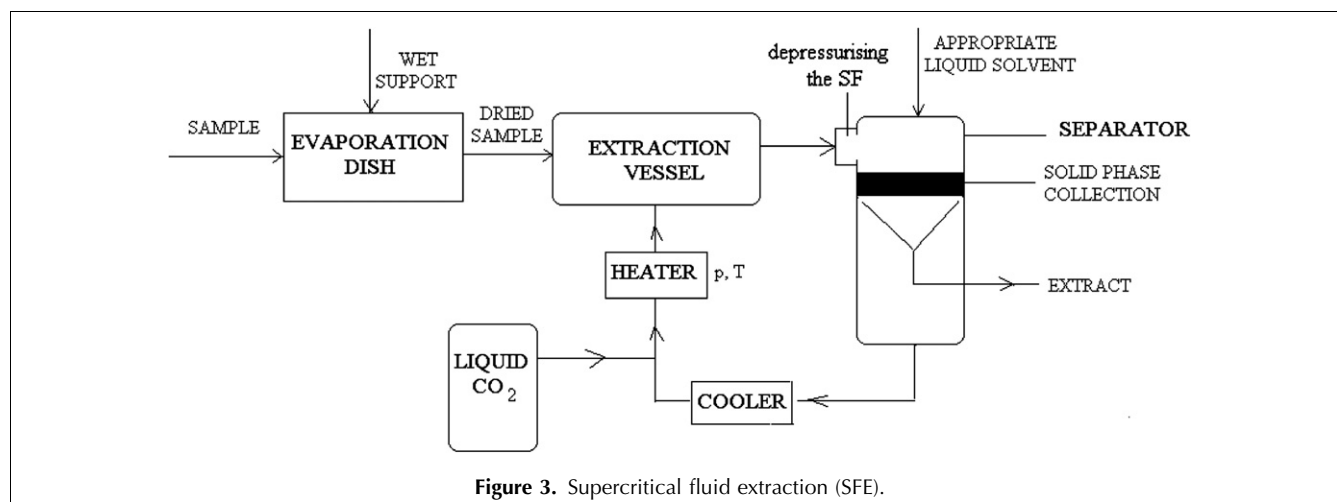 WET
SUPPORT
SAMPLE
EVAPORATION
DISH
DRIED
SAMPLE
EXTRACTION
VESSEL
depressurising
the SF
APPROPRIATE
LIQUID SOLVENT
SEPARATOR
SOLID PHASE
COLLECTION
EXTRACT
HEATER
p, T
LIQUID
CO2
COOLER
Figure 3. Supercritical fluid extraction (SFE).